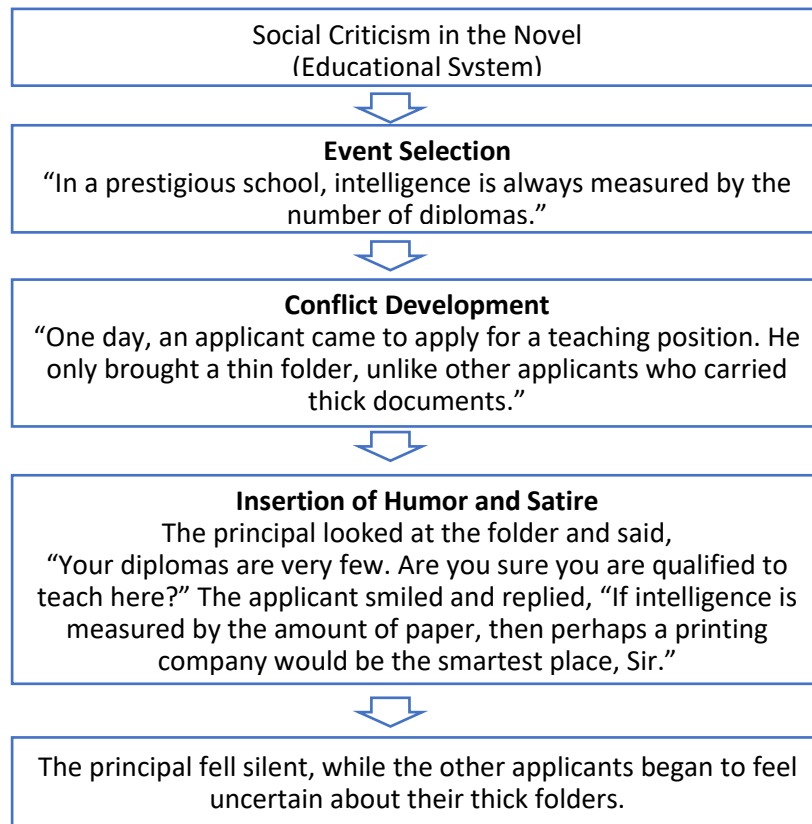 Social Criticism in the Novel
(Educational System)
Event Selection
“In a prestigious school, intelligence is always measured by the
number of diplomas.”
Conflict Development
“One day, an applicant came to apply for a teaching position. He
only brought a thin folder, unlike other applicants who carried
thick documents.”
Insertion of Humor and Satire
The principal looked at the folder and said,
“Your diplomas are very few. Are you sure you are qualified to
teach here?” The applicant smiled and replied, “If intelligence is
measured by the amount of paper, then perhaps a printing
company would be the smartest place, Sir.”
The principal fell silent, while the other applicants began to feel
uncertain about their thick folders.